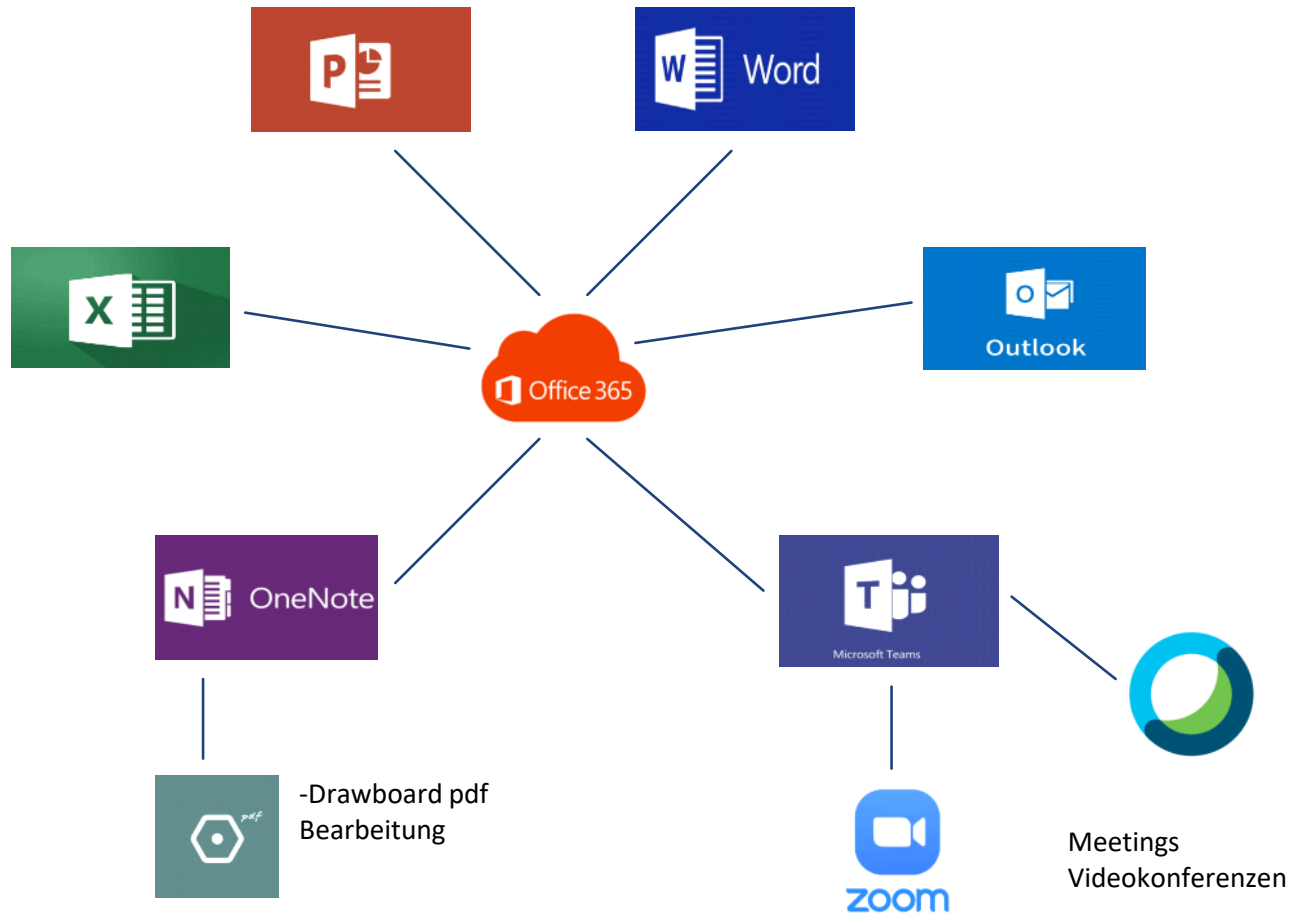 P
W Word
X
O
Outlook
Office 365
N OneNote
T
Microsoft Teams
pdf
-Drawboard pdf
Bearbeitung
zoom
Meetings
Videokonferenzen